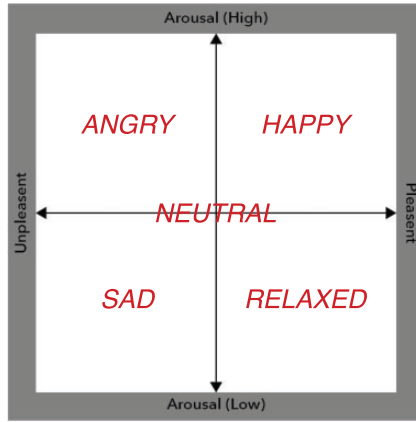 Arousal (High)
ANGRY
HAPPY
Unpleasent
NEUTRAL
Pleasent
SAD
RELAXED
Arousal (Low)